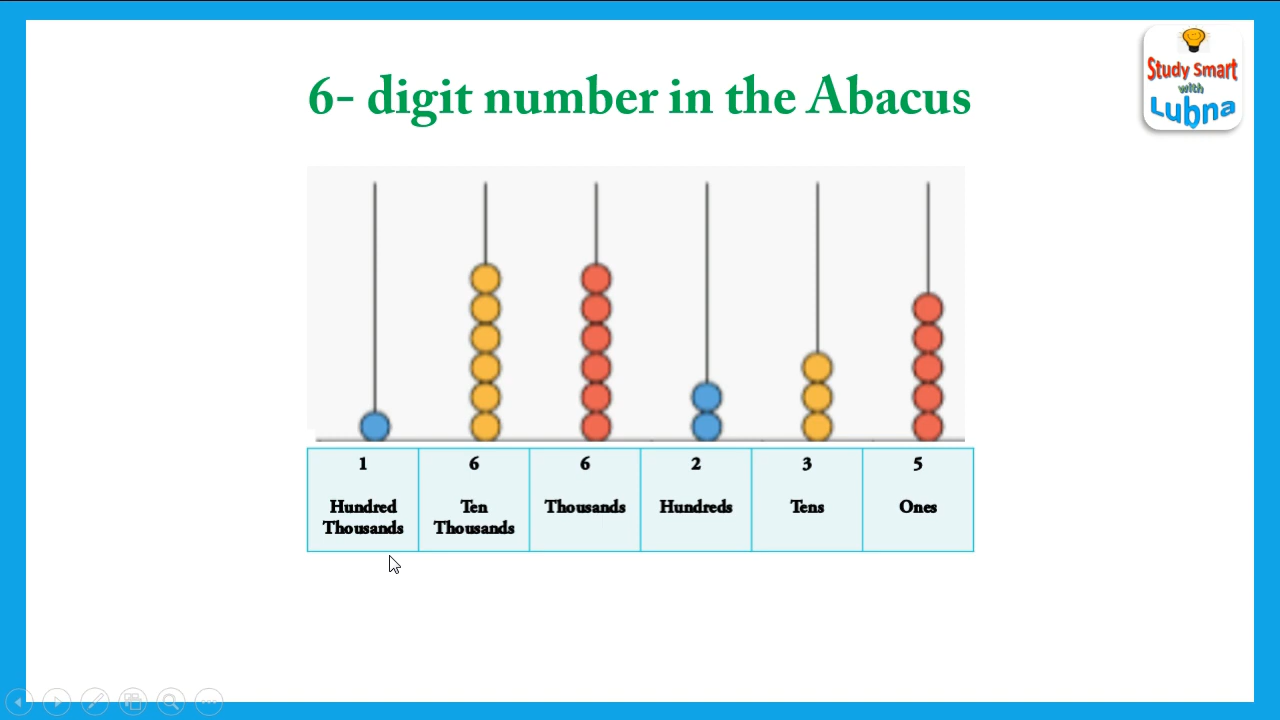 Study Smart
with
Lubna
6- digit number in the Abacus
1 6 6 2 3 5
Hundred Ten Thousands Hundreds Tens Ones
Thousands Thousands